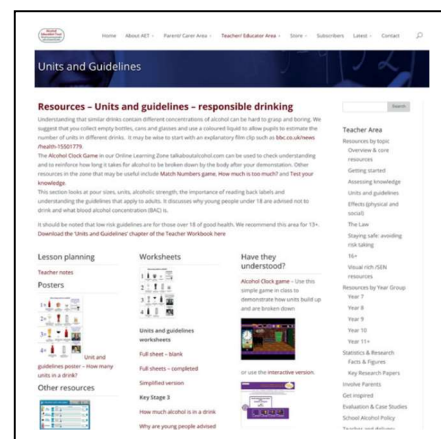 Home About AET Parent/ Carer Area Teacher/ Educator Area Store Subscribers Latest Contact
Units and Guidelines
Resources – Units and guidelines – responsible drinking
Understanding that similar drinks contain different concentrations of alcohol can be hard to grasp and boring. We
suggest that you collect empty bottles, cans and glasses and use a coloured liquid to allow pupils to estimate the
number of units in different drinks. It may be wise to start with an explanatory film clip such as bbc.co.uk/news
/health-15501779.
The Alcohol Clock Game in our Online Learning Zone talkaboutalcohol.com can be used to check understanding
and to reinforce how long it takes for alcohol to be broken down by the body after your demonstration. Other
resources in the zone that may be useful include Match Numbers game, How much is too much? and Test your
knowledge.
This section looks at pour sizes, units, alcoholic strength, the importance of reading back labels and
understanding the guidelines that apply to adults. It discusses why people under 18 are advised not to
drink and what blood alcohol concentration (BAC) is.
It should be noted that low risk guidelines are for those over 18 of good health. We recommend this area for 13+.
Download the 'Units and Guidelines' chapter of the Teacher Workbook here
Lesson planning
Teacher notes
Posters
Unit and
guidelines poster – How many
units in a drink?
Other resources
Worksheets
Units and guidelines
worksheets
Full sheet – blank
Full sheets – completed
Simplified version
Key Stage 3
How much alcohol is in a drink
Why are young people advised
Have they
understood?
Alcohol Clock game – Use this
simple game in class to
demonstrate how units build up
and are broken down
or use the interactive version.
Search
Teacher Area
Resources by topic
Overview & core
resources
Getting started
Assessing knowledge
Units and guidelines
Effects (physical and
social)
The Law
Staying safe: avoiding
risk taking
16+
Visual rich /SEN
resources
Resources by Year Group
Year 7
Year 8
Year 9
Year 10
Year 11+
Statistics & Research
Facts & Figures
Key Research Papers
Involve Parents
Get inspired
Evaluation & Case Studies
School Alcohol Policy